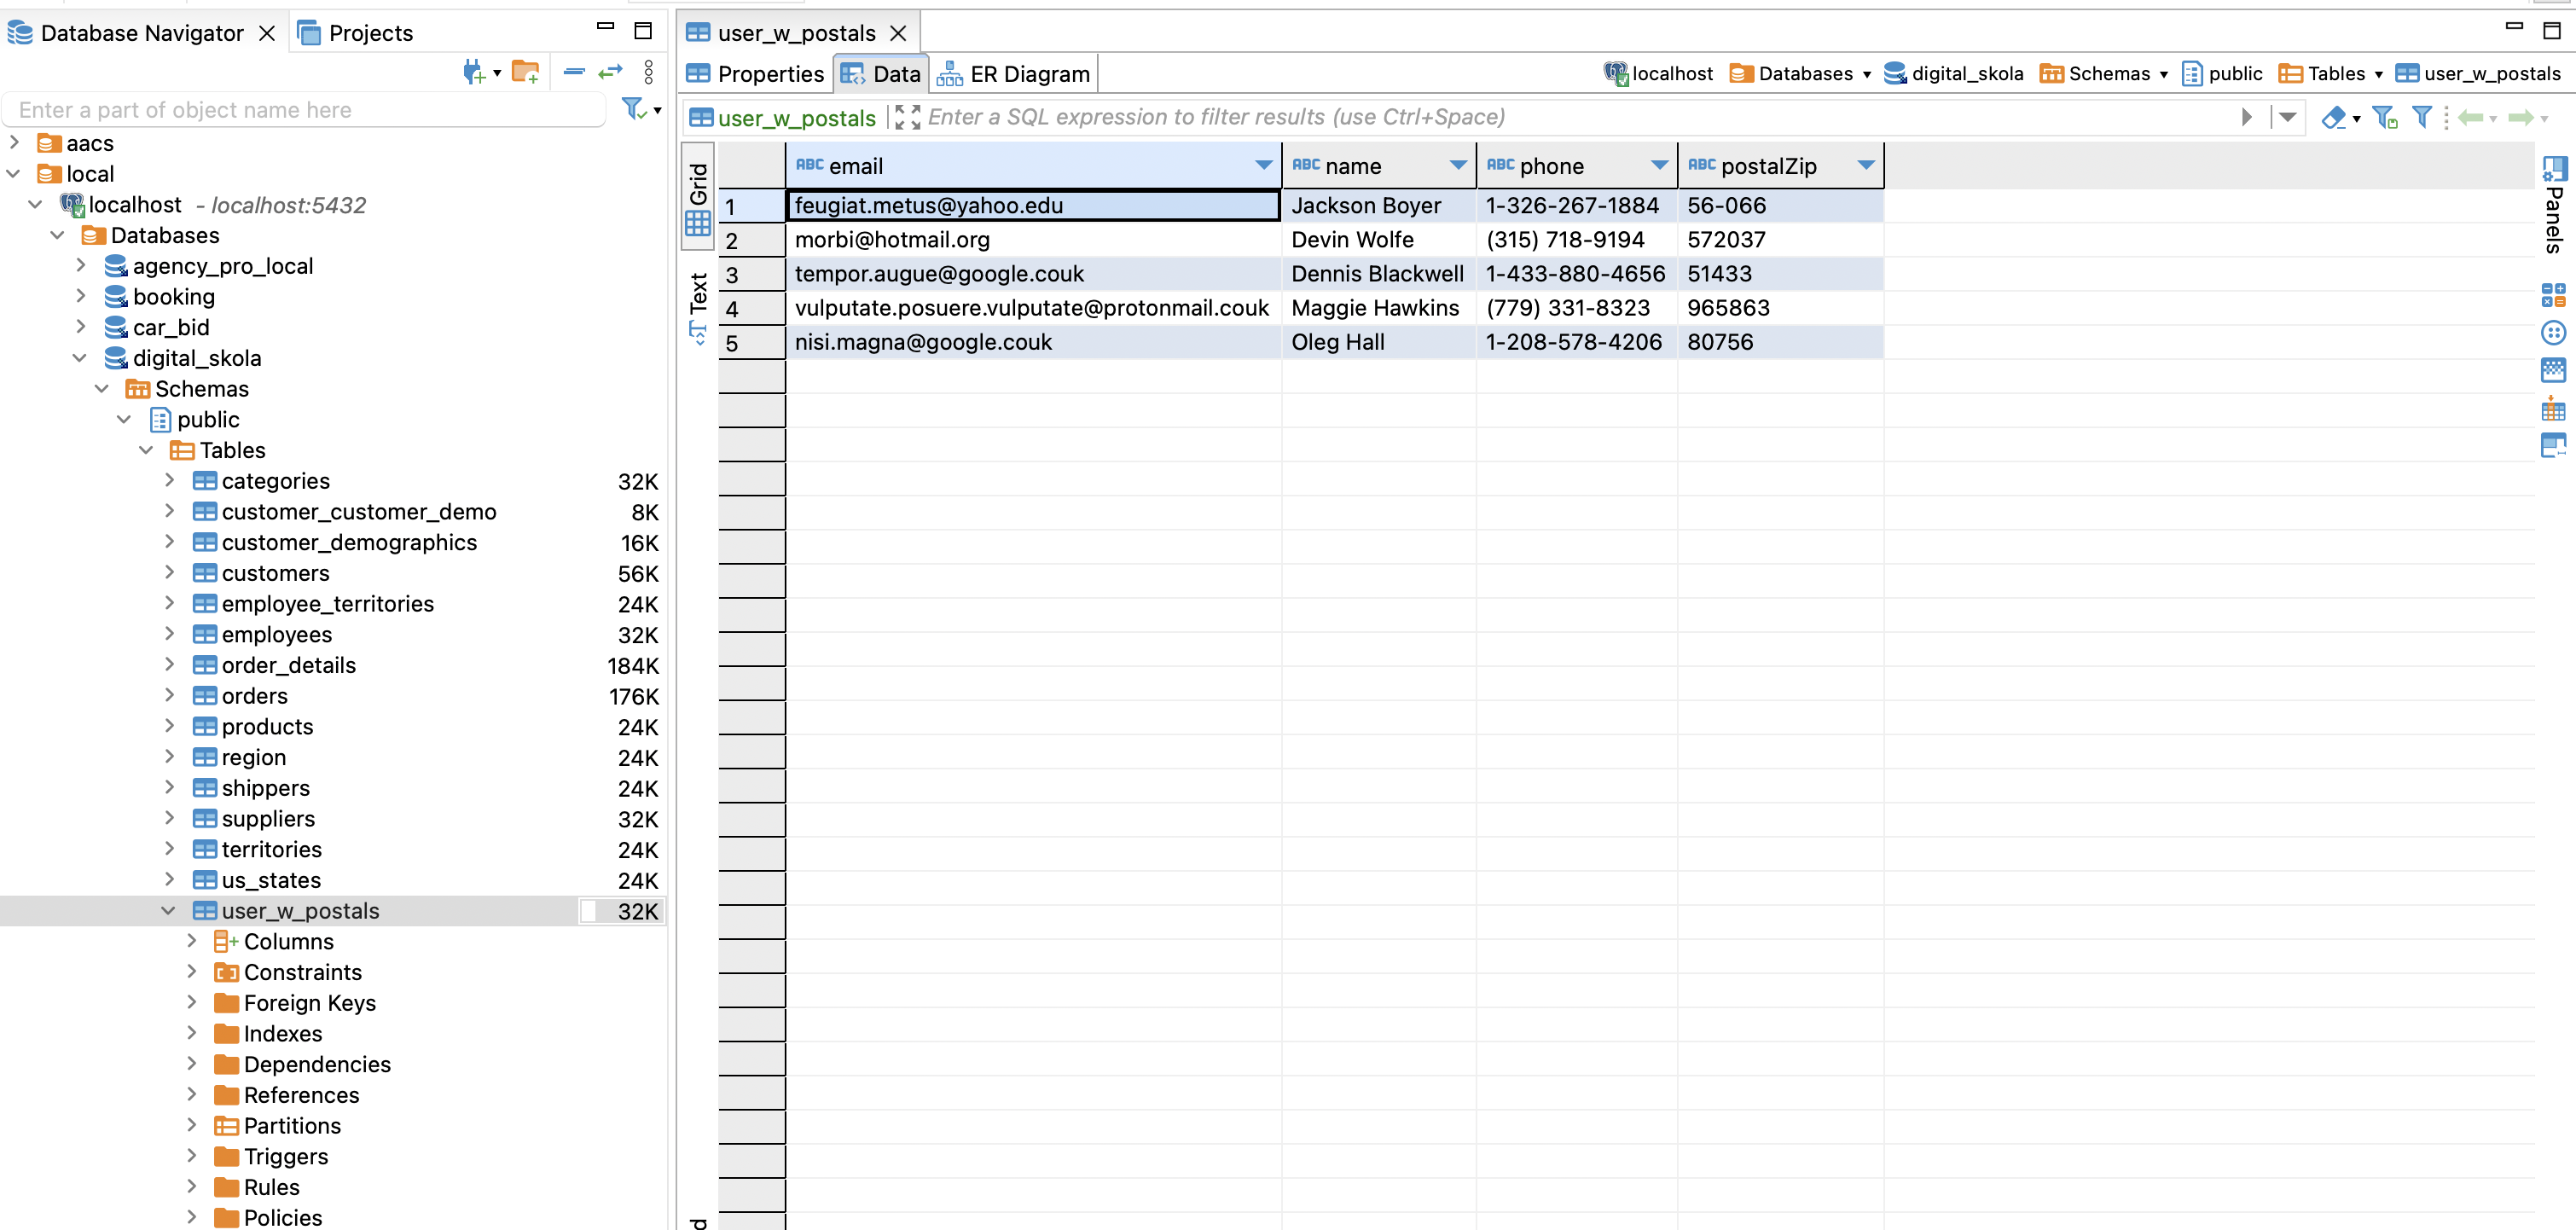 Database Navigator
Projects
Enter a part of object name here
aacs
local
localhost - localhost:5432
Databases
agency_pro_local
booking
car_bid
digital_skola
Schemas
public
Tables
categories 32K
customer_customer_demo 8K
customer_demographics 16K
customers 56K
employee_territories 24K
employees 32K
order_details 184K
orders 176K
products 24K
region 24K
shippers 24K
suppliers 32K
territories 24K
us_states 24K
user_w_postals 32K
Columns
Constraints
Foreign Keys
Indexes
Dependencies
References
Partitions
Triggers
Rules
Policies
user_w_postals
Properties Data ER Diagram
localhost Databases digital_skola Schemas public Tables user_w_postals
user_w_postals Enter a SQL expression to filter results (use Ctrl+Space)
Grid
Text
ABC email ABC name ABC phone ABC postalZip
1 feugiat.metus@yahoo.edu Jackson Boyer 1-326-267-1884 56-066
2 morbi@hotmail.org Devin Wolfe (315) 718-9194 572037
3 tempor.augue@google.couk Dennis Blackwell 1-433-880-4656 51433
4 vulputate.posuere.vulputate@protonmail.couk Maggie Hawkins (779) 331-8323 965863
5 nisi.magna@google.couk Oleg Hall 1-208-578-4206 80756
Panels